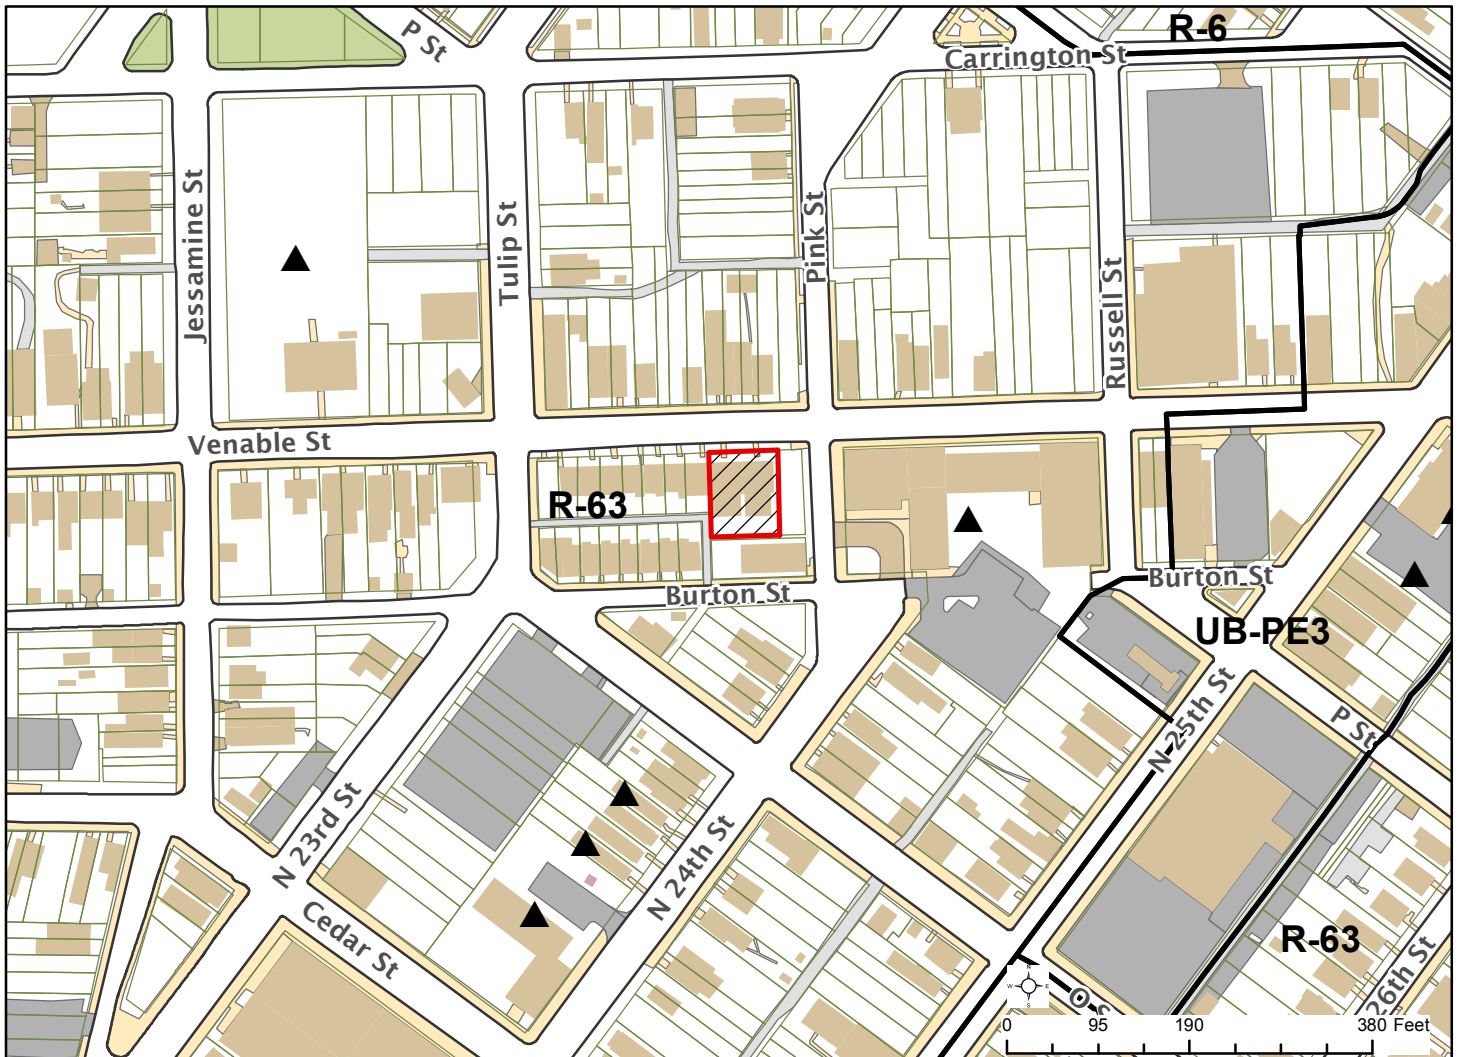 R-6
P St
Carrington St
Jessamine St
Tulip St
Pink St
Russell St
Venable St
R-63
Burton St
Burton St
UB-PE3
N 25th St
P St
N 23rd St
N 24th St
Cedar St
R-63
26th St
O S
N
W E
S
0 95 190 380 Feet